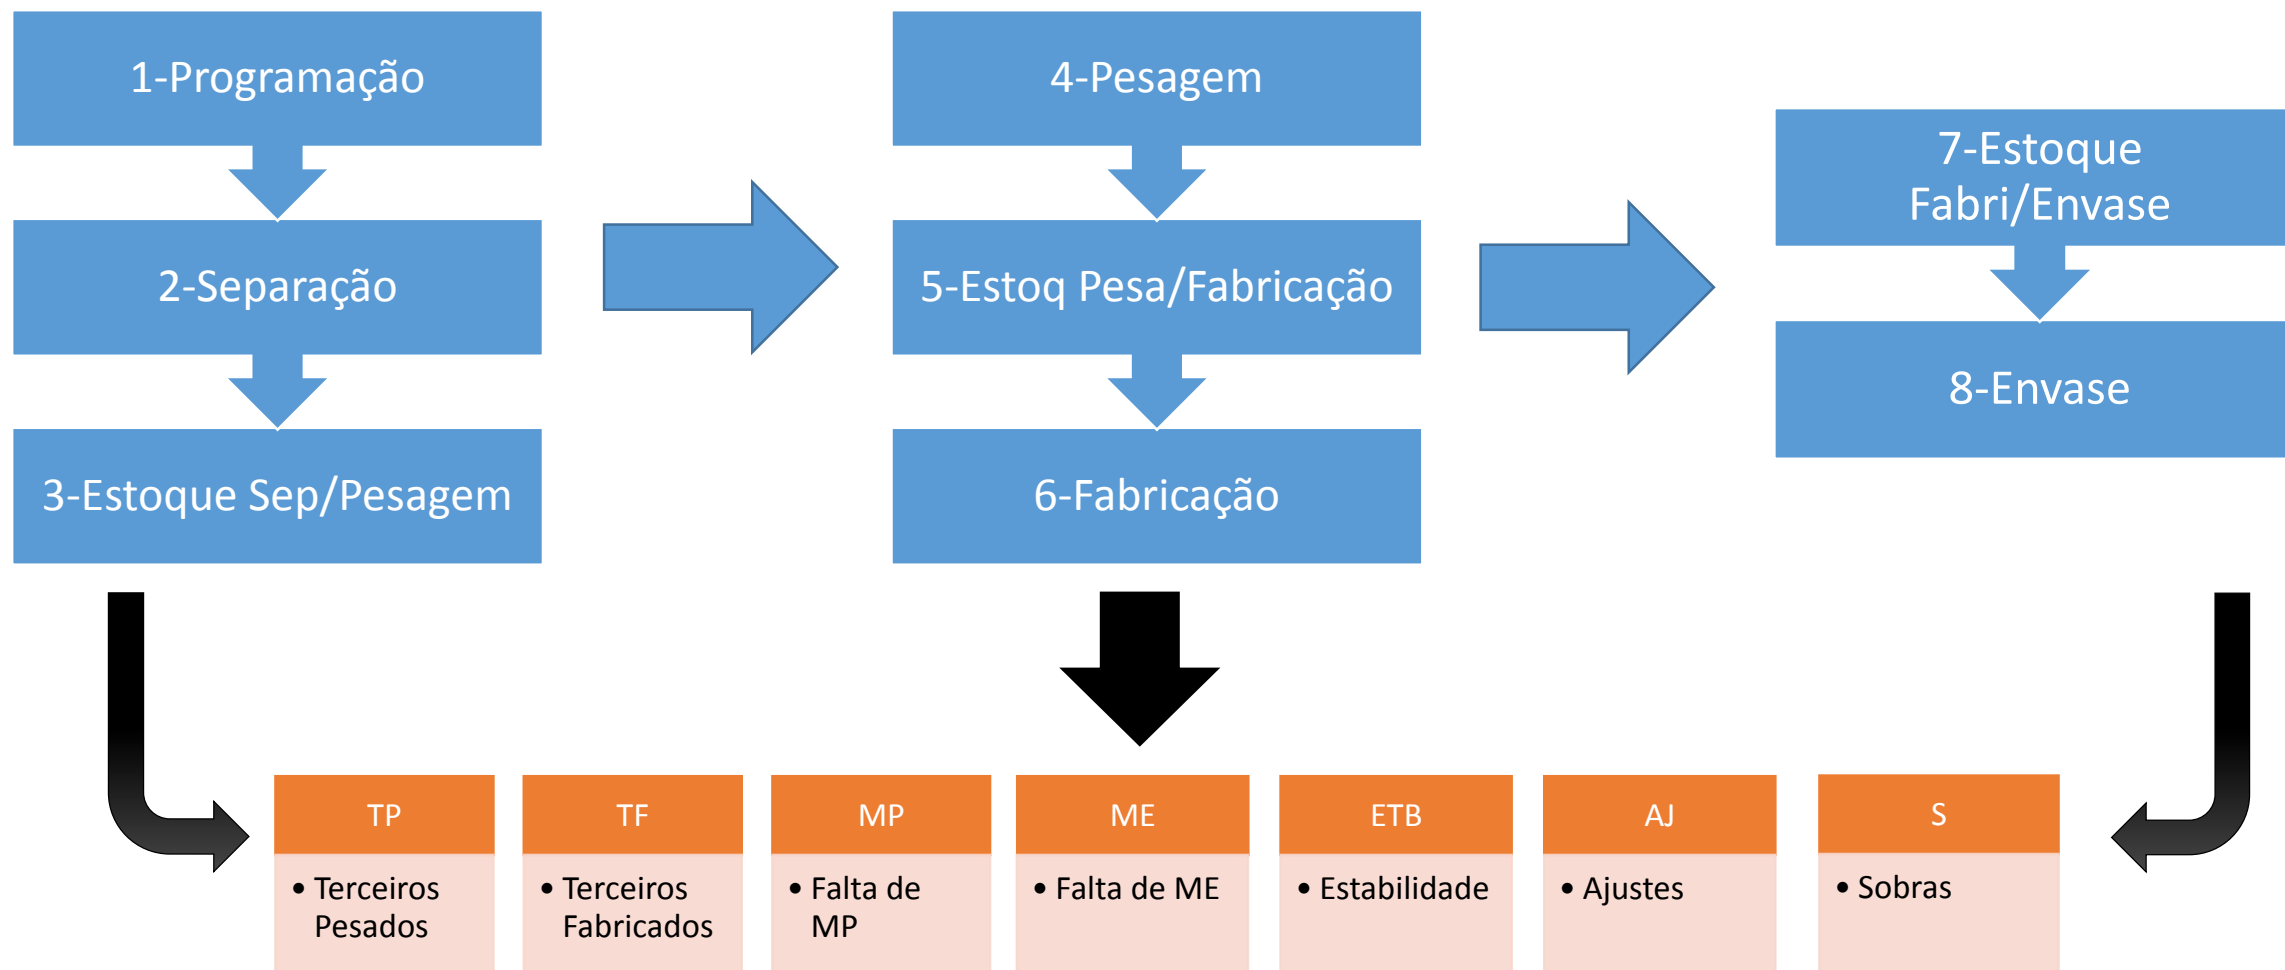 1-Programação
2-Separação
3-Estoque Sep/Pesagem
4-Pesagem
5-Estoq Pesa/Fabricação
6-Fabricação
7-Estoque
Fabri/Envase
8-Envase
TP
• Terceiros
Pesados
TF
• Terceiros
Fabricados
MP
• Falta de
MP
ME
• Falta de ME
ETB
• Estabilidade
AJ
• Ajustes
S
• Sobras